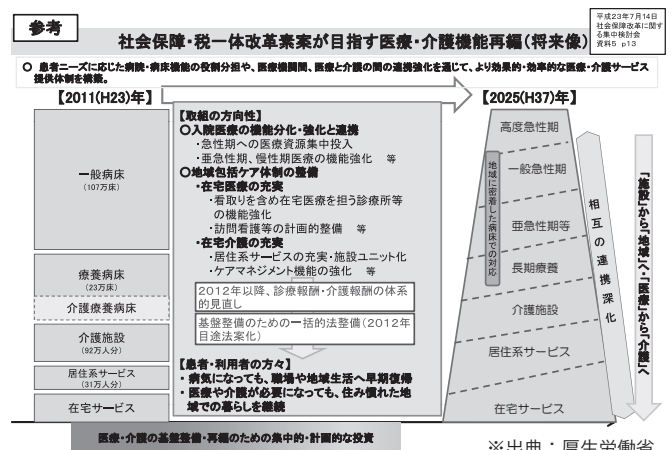 参考
平成23年7月14日
社会保障改革に関す
る集中検討会
資料5 p13
社会保障・税一体改革素案が目指す医療・介護機能再編(将来像)
○ 患者ニーズに応じた病院・病床機能の役割分担や、医療機関間、医療と介護の間の連携強化を通じて、より効果的・効率的な医療・介護サービス
提供体制を構築。
【2011(H23)年】
一般病床
(107万床)
療養病床
(23万床)
介護療養病床
介護施設
(92万人分)
居住系サービス
(31万人分)
在宅サービス
【取組の方向性】
○入院医療の機能分化・強化と連携
・急性期への医療資源集中投入
・亜急性期、慢性期医療の機能強化 等
○地域包括ケア体制の整備
・在宅医療の充実
・看取りを含め在宅医療を担う診療所等
の機能強化
・訪問看護等の計画的整備 等
・在宅介護の充実
・居住系サービスの充実・施設ユニット化
・ケアマネジメント機能の強化 等
2012年以降、診療報酬・介護報酬の体系
的見直し
基盤整備のための一括的法整備(2012年
目途法案化)
【患者・利用者の方々】
・ 病気になっても、職場や地域生活へ早期復帰
・ 医療や介護が必要になっても、住み慣れた地
域での暮らしを継続
【2025(H37)年】
高度急性期
一般急性期
亜急性期等
長期療養
介護施設
居住系サービス
在宅サービス
地域に密着した病床での対応
相互の連携深化
「施設」から「地域」へ・「医療」から「介護」へ
医療・介護の基盤整備・再編のための集中的・計画的な投資
※出典：厚生労働省